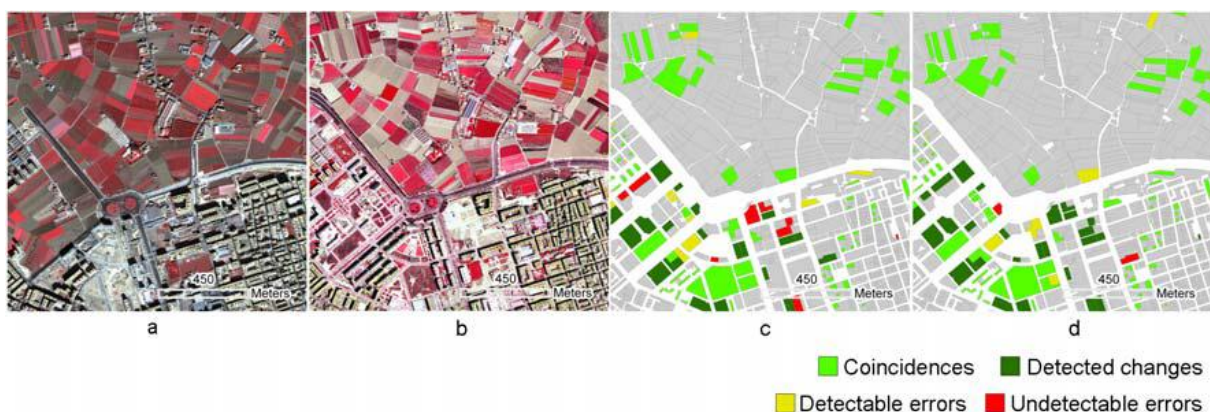 450
Meters
450
Meters
450
Meters
450
Meters
a
b
c
d
Coincidences
Detected changes
Detectable errors
Undetectable errors